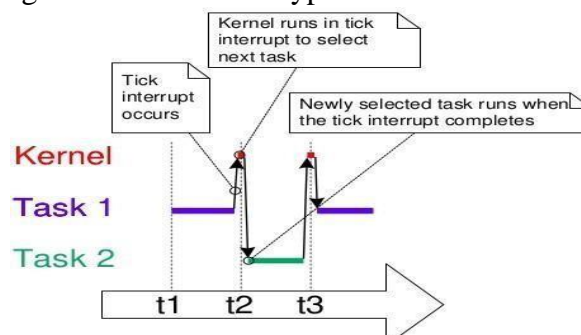 Kernel runs in tick
interrupt to select
next task
Tick
interrupt
occurs
Newly selected task runs when
the tick interrupt completes
Kernel
Task 1
Task 2
t1 t2 t3